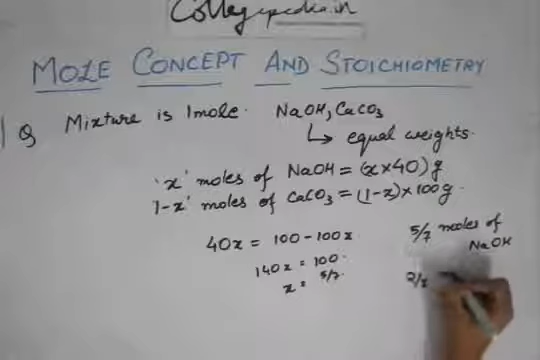 Collegepedia.in
MOLE CONCEPT AND STOICHIOMETRY
Q Mixture is 1mole. NaOH, CaCO3
↳ equal weights.
'x' moles of NaOH = (x×40)g
1-x' moles of CaCO3 = (1-x)×100g.
40x = 100-100x
140x = 100.
x = 5/7.
5/7 moles of
NaOH